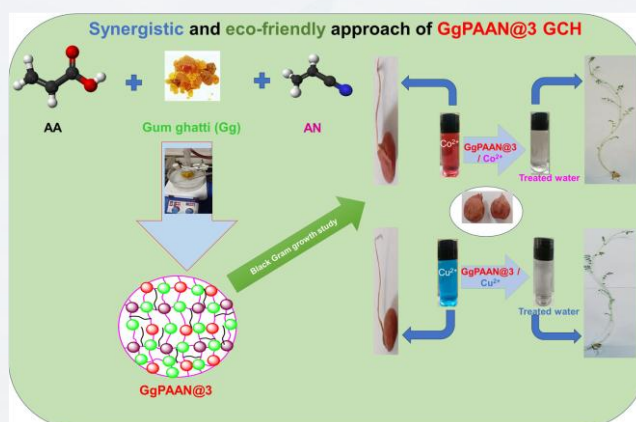 Synergistic and eco-friendly approach of GgPAAN@3 GCH
AA
Gum ghatti (Gg)
AN
GgPAAN@3
Black Gram growth study
Co2+
GgPAAN@3
/ Co2+
Treated water
Cu2+
GgPAAN@3 /
Cu2+
Treated water